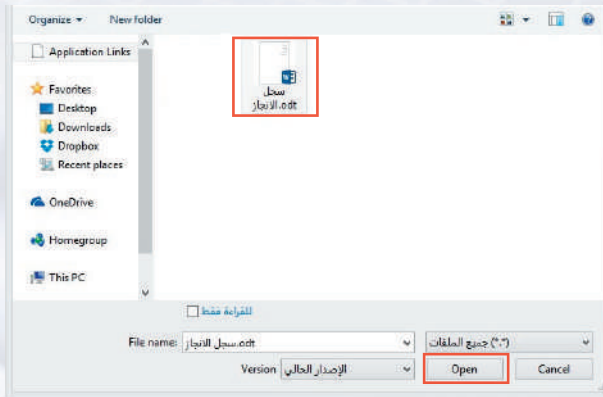 Organize New folder
Application Links
Favorites
Desktop
Downloads
Dropbox
Recent places
OneDrive
Homegroup
This PC
سجل
الانجاز.odt
للقراءة فقط
File name: سجل الانجاز.odt جميع الملفات (*.*)
Version الإصدار الحالي Open Cancel